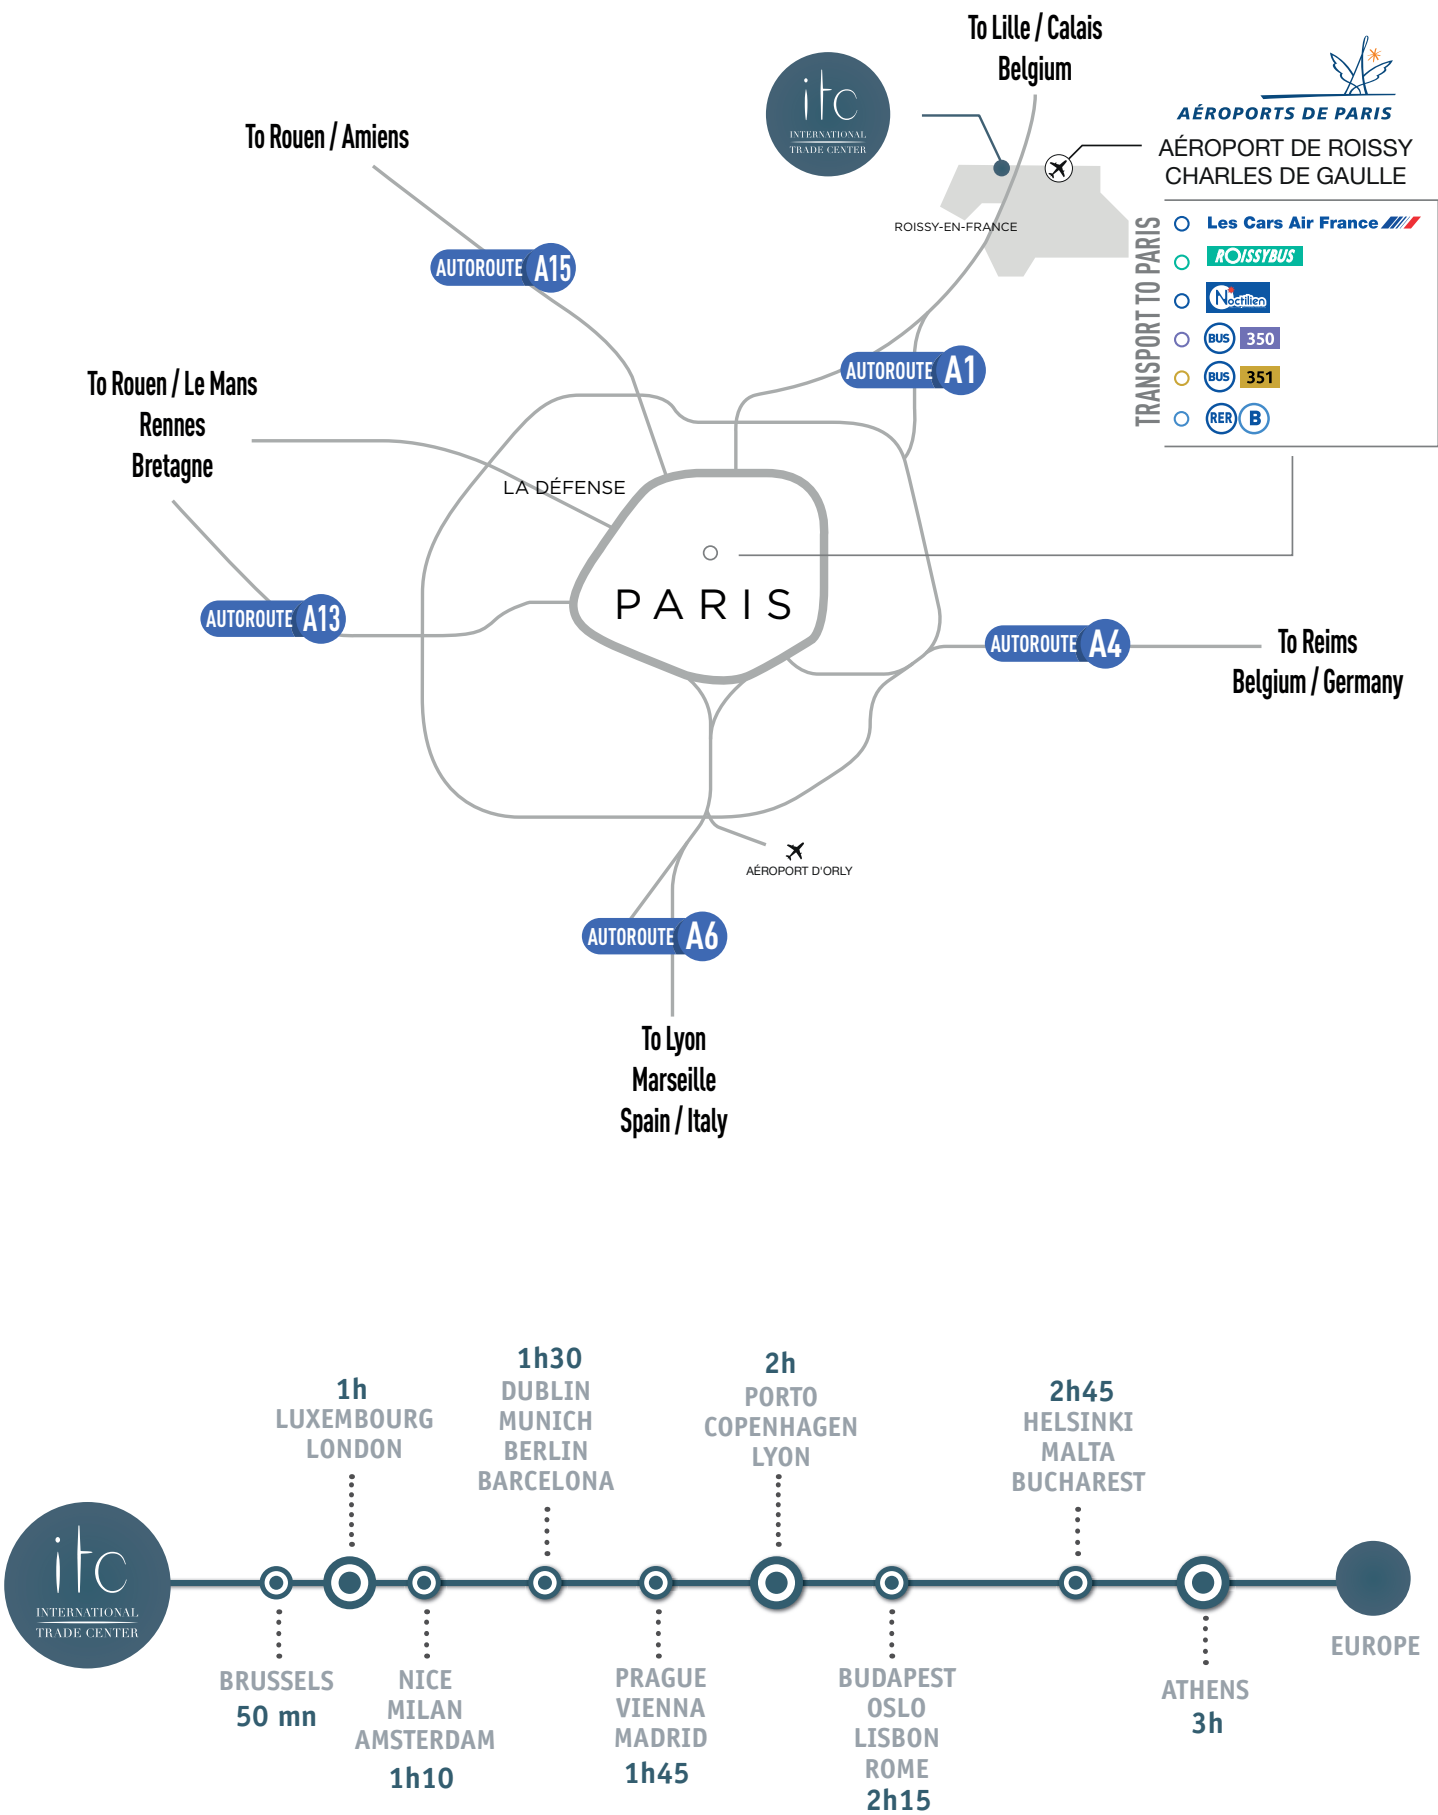 To Lille / Calais
Belgium
itc
INTERNATIONAL
TRADE CENTER
AÉROPORTS DE PARIS
AÉROPORT DE ROISSY
CHARLES DE GAULLE
To Rouen / Amiens
ROISSY-EN-FRANCE
TRANSPORT TO PARIS
Les Cars Air France
ROISSYBUS
Noctilien
BUS 350
BUS 351
RER B
AUTOROUTE A15
AUTOROUTE A1
To Rouen / Le Mans
Rennes
Bretagne
LA DÉFENSE
PARIS
AUTOROUTE A13
AUTOROUTE A4
To Reims
Belgium / Germany
AÉROPORT D'ORLY
AUTOROUTE A6
To Lyon
Marseille
Spain / Italy
1h
LUXEMBOURG
LONDON
1h30
DUBLIN
MUNICH
BERLIN
BARCELONA
2h
PORTO
COPENHAGEN
LYON
2h45
HELSINKI
MALTA
BUCHAREST
itc
INTERNATIONAL
TRADE CENTER
BRUSSELS
50 mn
NICE
MILAN
AMSTERDAM
1h10
PRAGUE
VIENNA
MADRID
1h45
BUDAPEST
OSLO
LISBON
ROME
2h15
ATHENS
3h
EUROPE